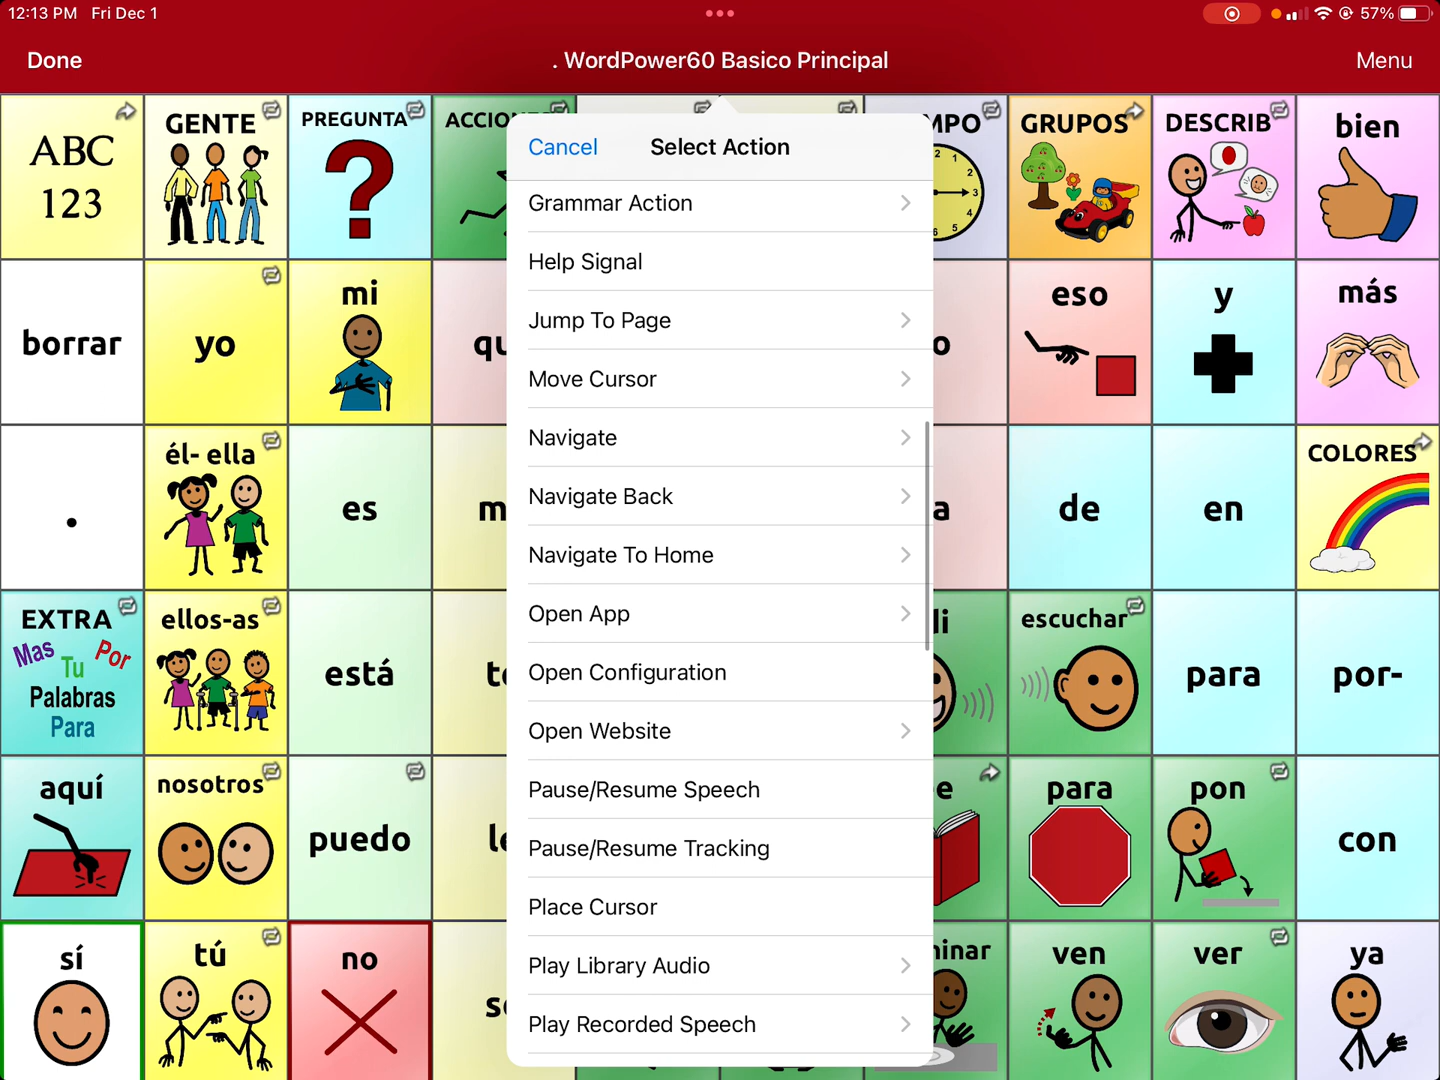 12:13 PM Fri Dec 1
57%
Done
. WordPower60 Basico Principal
Menu
ABC
123
GENTE
PREGUNTA
GRUPOS
DESCRIB
bien
Cancel
Select Action
Grammar Action
Help Signal
Jump To Page
Move Cursor
Navigate
Navigate Back
Navigate To Home
Open App
Open Configuration
Open Website
Pause/Resume Speech
Pause/Resume Tracking
Place Cursor
Play Library Audio
Play Recorded Speech
borrar
yo
mi
eso
y
más
.
él- ella
es
de
en
COLORES
EXTRA
Mas
Tu
Por
Palabras
Para
ellos-as
está
escuchar
para
por-
aquí
nosotros
puedo
para
pon
con
sí
tú
no
ven
ver
ya